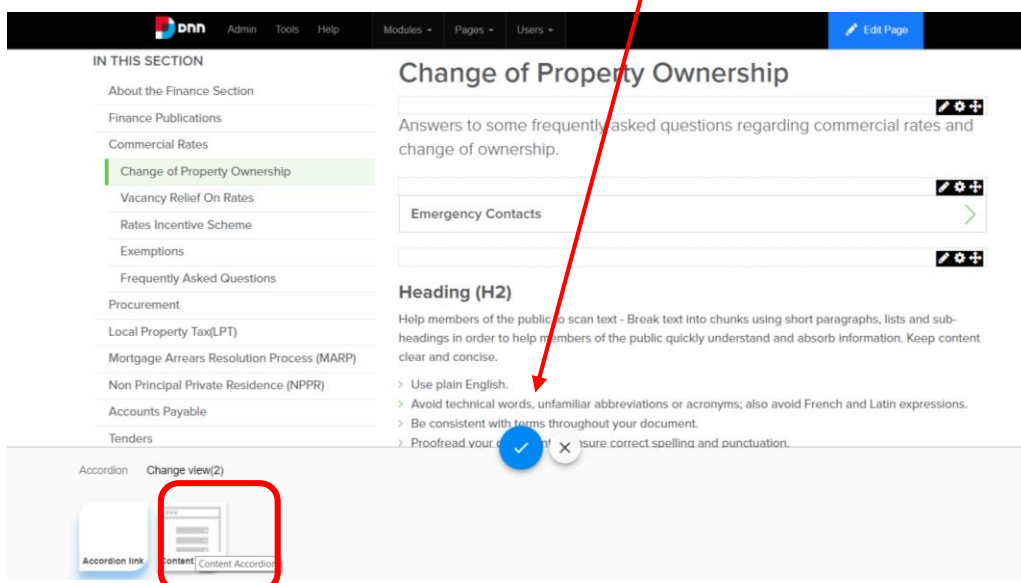 DNN Admin Tools Help Modules Pages Users Edit Page
IN THIS SECTION
About the Finance Section
Finance Publications
Commercial Rates
Change of Property Ownership
Vacancy Relief On Rates
Rates Incentive Scheme
Exemptions
Frequently Asked Questions
Procurement
Local Property Tax(LPT)
Mortgage Arrears Resolution Process (MARP)
Non Principal Private Residence (NPPR)
Accounts Payable
Tenders
Change of Property Ownership
Answers to some frequently asked questions regarding commercial rates and
change of ownership.
Emergency Contacts
Heading (H2)
Help members of the public to scan text - Break text into chunks using short paragraphs, lists and sub-
headings in order to help members of the public quickly understand and absorb information. Keep content
clear and concise.
Use plain English.
Avoid technical words, unfamiliar abbreviations or acronyms; also avoid French and Latin expressions.
Be consistent with terms throughout your document.
Proofread your ensure correct spelling and punctuation.
Accordion Change view(2)
Accordion link
Content
Content Accordion